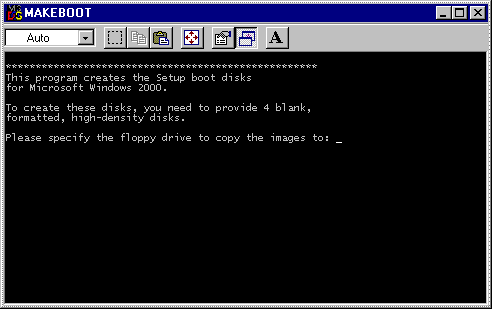 MAKEBOOT
Auto
A
****************************************************
This program creates the Setup boot disks
for Microsoft Windows 2000.
To create these disks, you need to provide 4 blank,
formatted, high-density disks.
Please specify the floppy drive to copy the images to: _